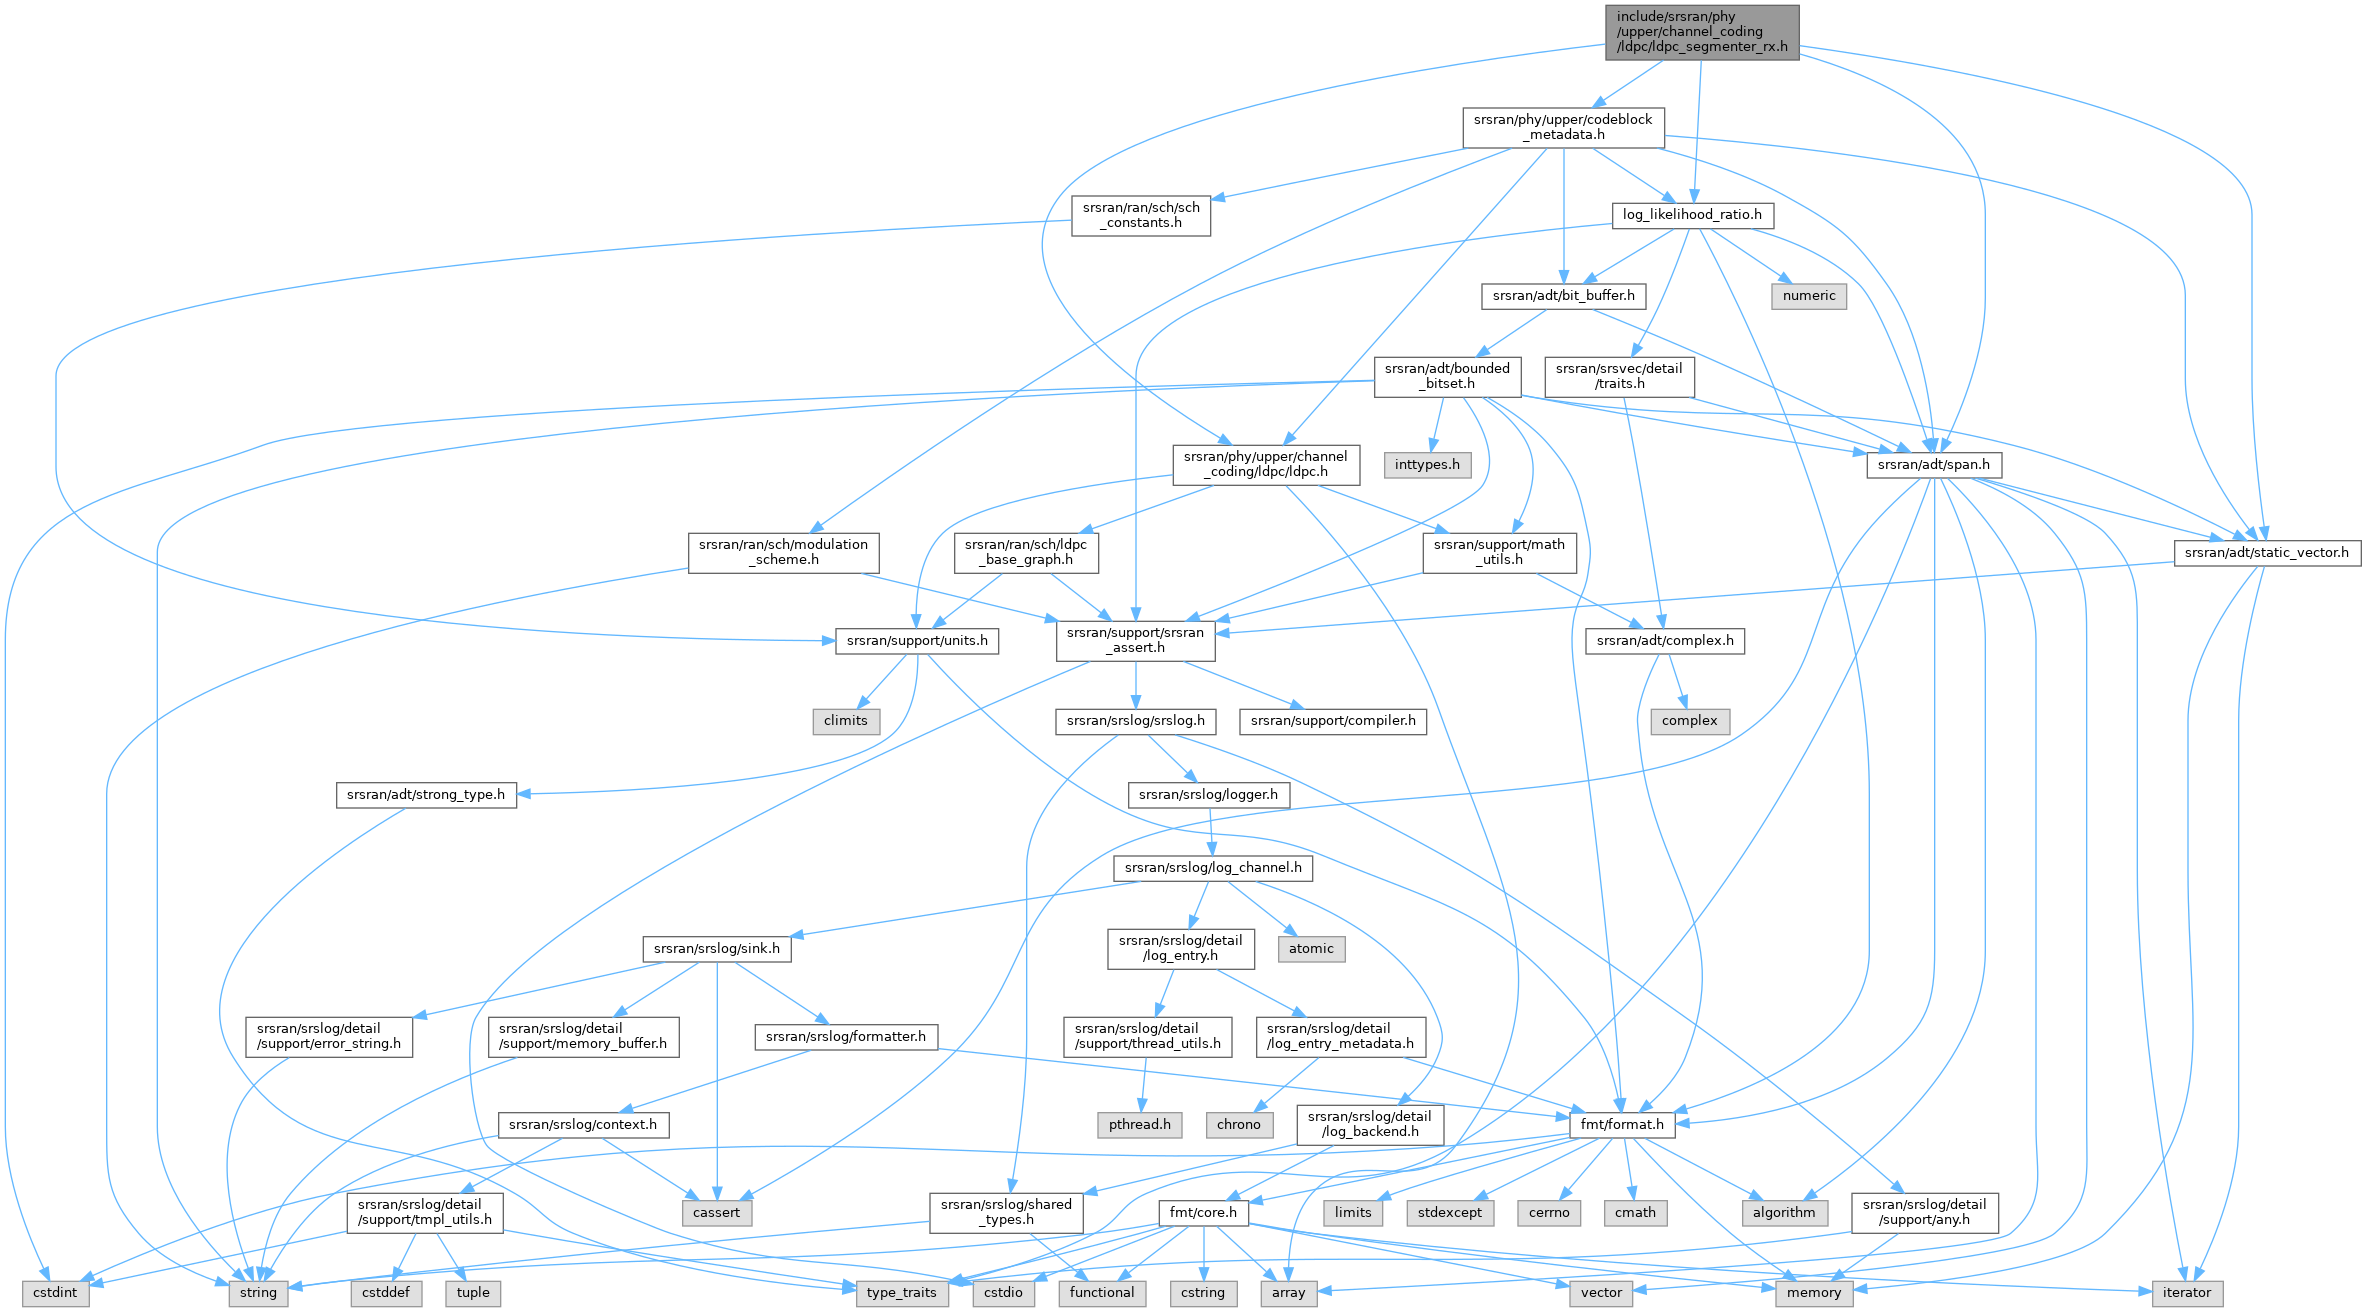 include/srsran/phy
/upper/channel_coding
/ldpc/ldpc_segmenter_rx.h
srsran/phy/upper/codeblock
_metadata.h
srsran/ran/sch/sch
_constants.h
log_likelihood_ratio.h
srsran/adt/bit_buffer.h
numeric
srsran/adt/bounded
_bitset.h
srsran/srsvec/detail
/traits.h
srsran/phy/upper/channel
_coding/ldpc/ldpc.h
inttypes.h
srsran/adt/span.h
srsran/ran/sch/modulation
_scheme.h
srsran/ran/sch/ldpc
_base_graph.h
srsran/support/math
_utils.h
srsran/adt/static_vector.h
srsran/support/units.h
srsran/support/srsran
_assert.h
srsran/adt/complex.h
climits
srsran/srslog/srslog.h
srsran/support/compiler.h
complex
srsran/adt/strong_type.h
srsran/srslog/logger.h
srsran/srslog/log_channel.h
srsran/srslog/sink.h
srsran/srslog/detail
/log_entry.h
atomic
srsran/srslog/detail
/support/error_string.h
srsran/srslog/detail
/support/memory_buffer.h
srsran/srslog/formatter.h
srsran/srslog/detail
/support/thread_utils.h
srsran/srslog/detail
/log_entry_metadata.h
srsran/srslog/context.h
pthread.h
chrono
srsran/srslog/detail
/log_backend.h
fmt/format.h
srsran/srslog/detail
/support/tmpl_utils.h
cassert
srsran/srslog/shared
_types.h
fmt/core.h
limits
stdexcept
cerrno
cmath
algorithm
srsran/srslog/detail
/support/any.h
cstdint
string
cstddef
tuple
type_traits
cstdio
functional
cstring
array
vector
memory
iterator